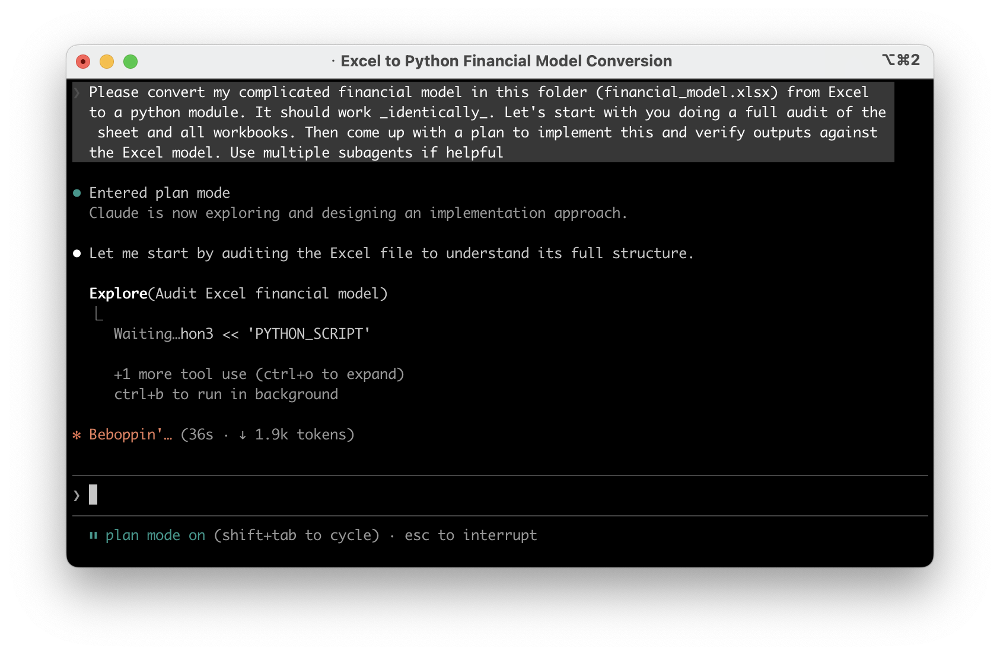 · Excel to Python Financial Model Conversion
⌥⌘2
❯ Please convert my complicated financial model in this folder (financial_model.xlsx) from Excel
to a python module. It should work _identically_. Let's start with you doing a full audit of the
sheet and all workbooks. Then come up with a plan to implement this and verify outputs against
the Excel model. Use multiple subagents if helpful
● Entered plan mode
Claude is now exploring and designing an implementation approach.
● Let me start by auditing the Excel file to understand its full structure.
Explore(Audit Excel financial model)
Waiting…hon3 << 'PYTHON_SCRIPT'
+1 more tool use (ctrl+o to expand)
ctrl+b to run in background
✻ Beboppin'… (36s · ↓ 1.9k tokens)
❯
⏸ plan mode on (shift+tab to cycle) · esc to interrupt